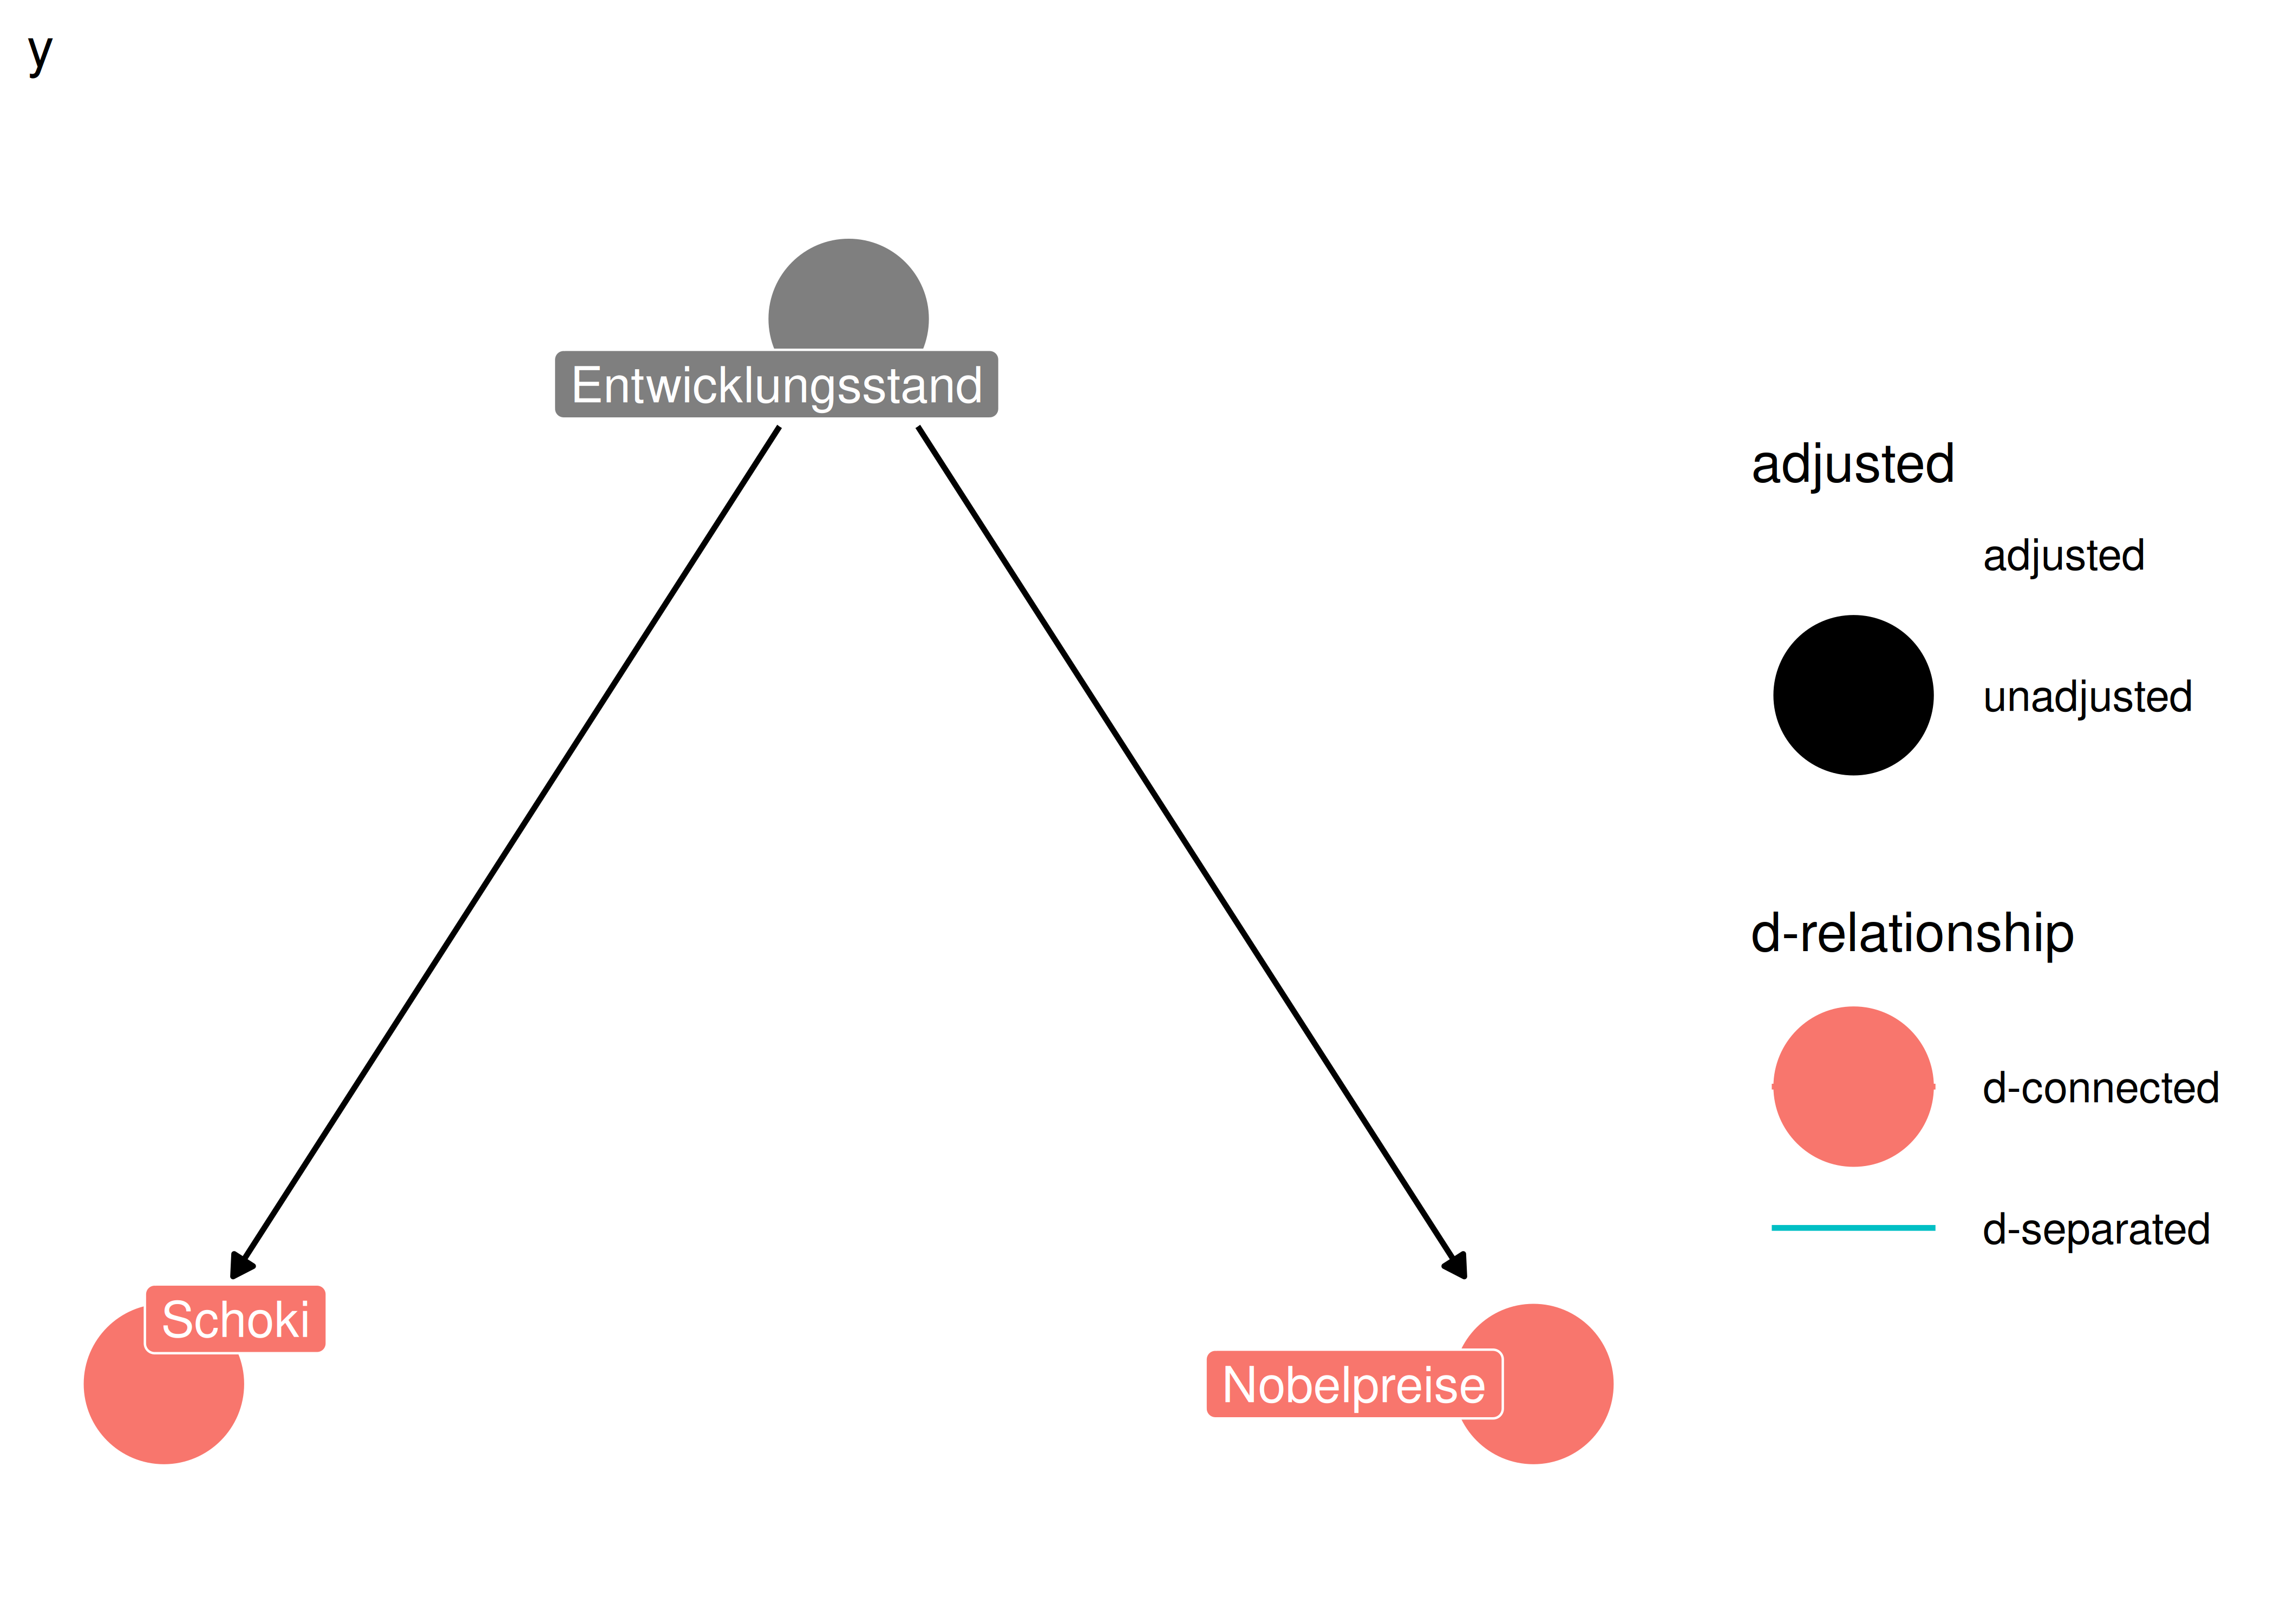 y
Entwicklungsstand
Schoki
Nobelpreise
adjusted
adjusted
unadjusted
d-relationship
d-connected
d-separated